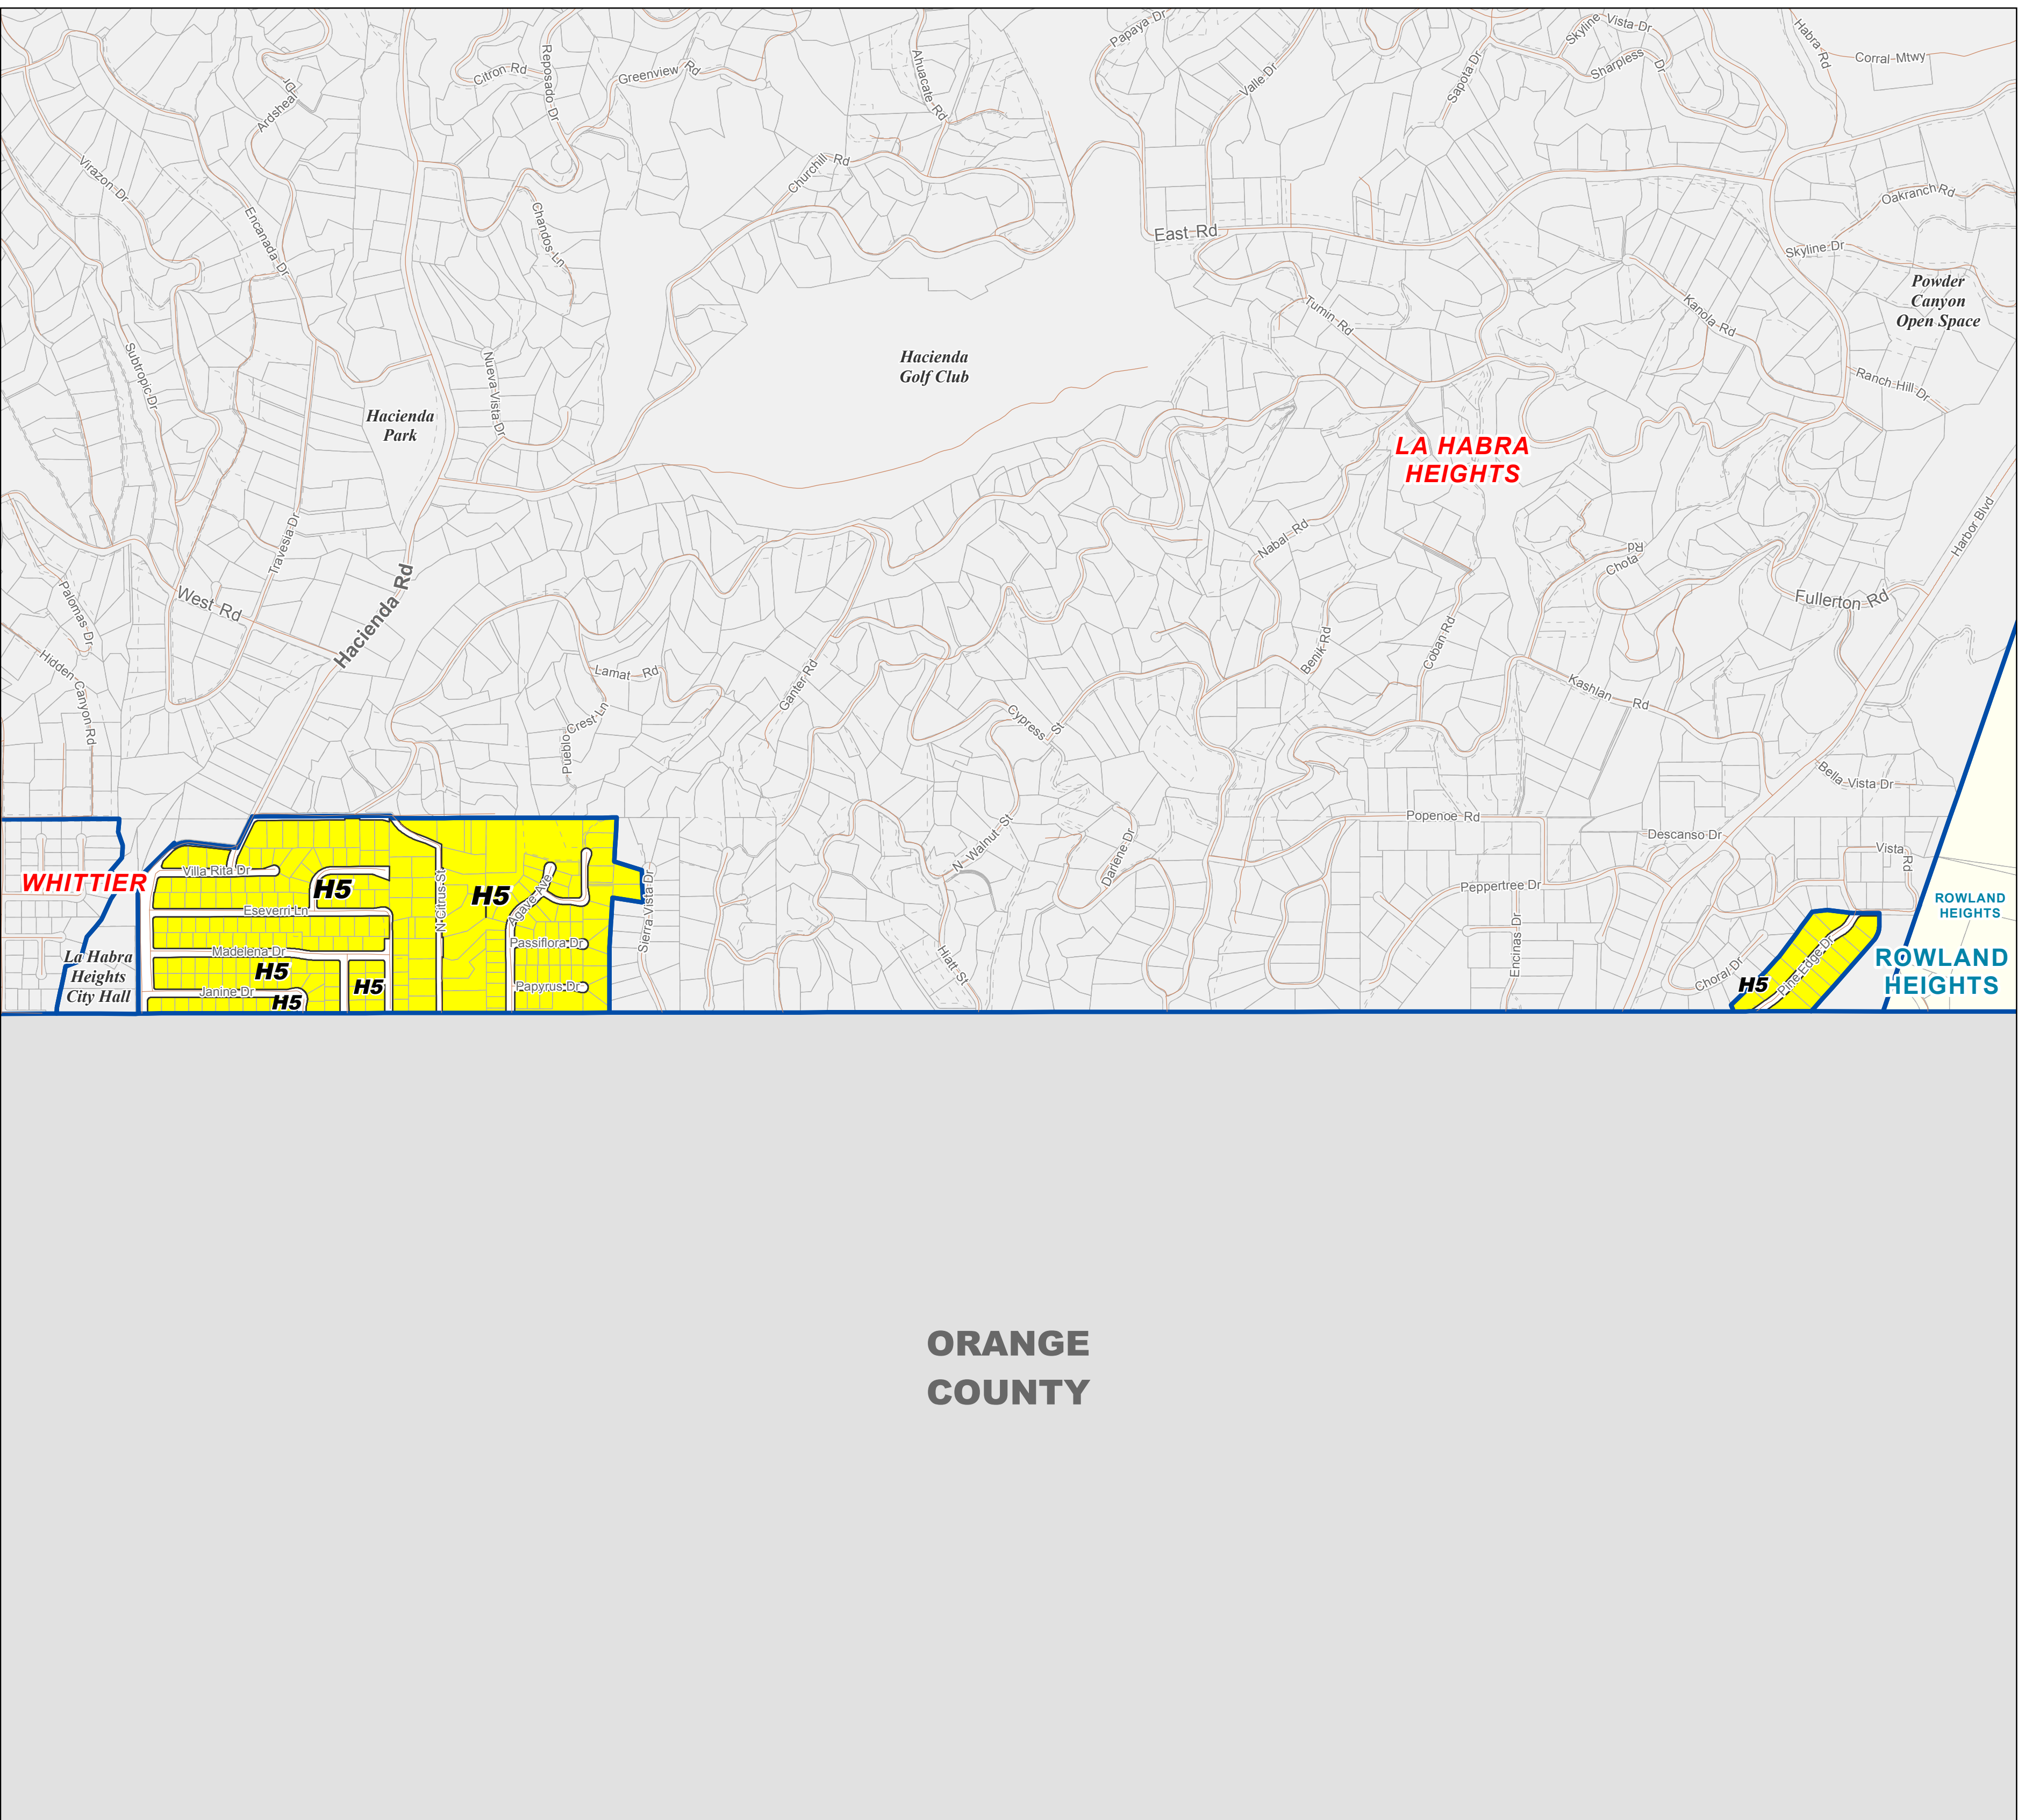 Papaya Dr
Skyline Vista Dr
Habra Rd
Corral Mtwy
Citron Rd
Reposado Dr
Greenview Rd
Ahuacate Rd
Valle Dr
Sapota Dr
Sharpless Dr
Ardsheal Dr
Virazon Dr
Churchill Rd
Encanada Dr
Chandos Ln
East Rd
Oakranch Rd
Skyline Dr
Powder
Canyon
Open Space
Tumin Rd
Kanola Rd
Subtropic Dr
Nueva Vista Dr
Hacienda
Golf Club
Ranch Hill Dr
Hacienda
Park
LA HABRA
HEIGHTS
Travesia Dr
Nabal Rd
Chota Rd
Harbor Blvd
Palomas Dr
West Rd
Hacienda Rd
Fullerton Rd
Hidden Canyon Rd
Lamat Rd
Ganter Rd
Benik Rd
Coban Rd
Kashlan Rd
Pueblo Crest Ln
Cypress St
Bella Vista Dr
N Walnut St
Darlene Dr
Popenoe Rd
Descanso Dr
Vista Rd
WHITTIER
Villa Rita Dr
H5
H5
N Citrus St
Agave Ave
Sierra Vista Dr
Peppertree Dr
ROWLAND
HEIGHTS
Eseverri Ln
Passiflora Dr
Madelena Dr
La Habra
Heights
City Hall
H5
H5
Janine Dr
H5
Papyrus Dr
Hiatt St
Encinas Dr
Choral Dr
H5
Pine Edge Dr
ROWLAND
HEIGHTS
ORANGE
COUNTY